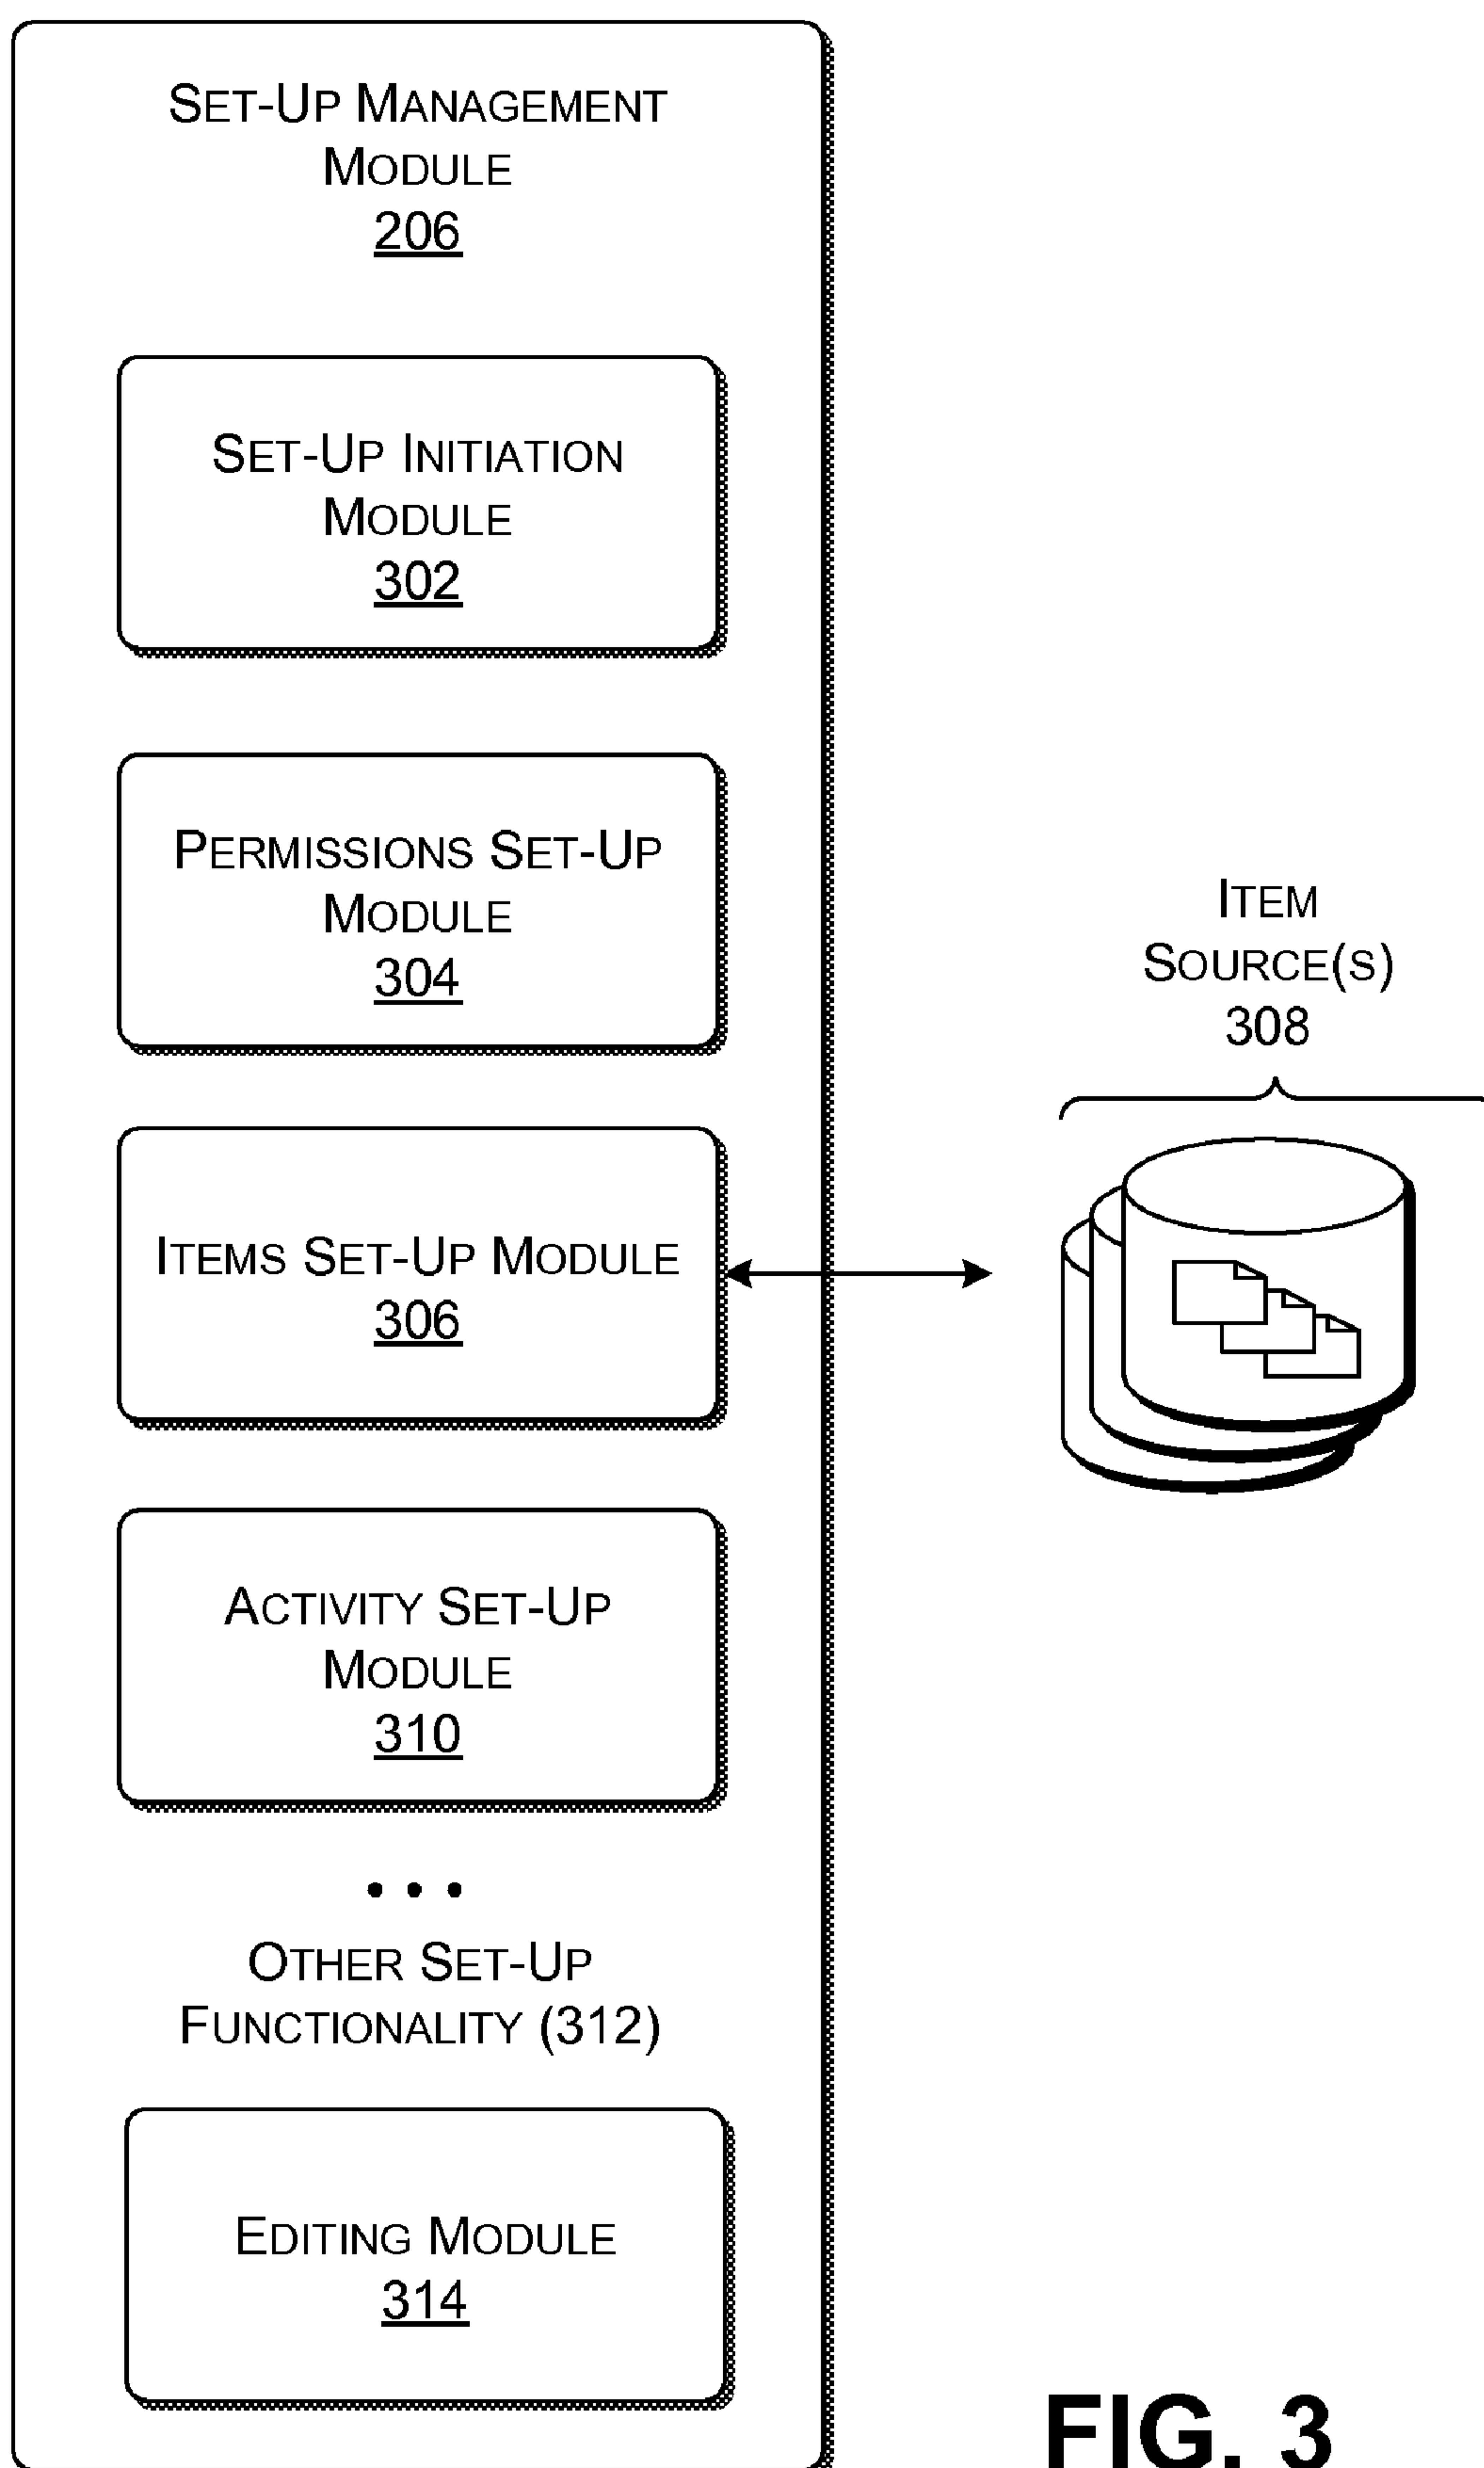 SET-UP MANAGEMENT
MODULE
206
SET-UP INITIATION
MODULE
302
PERMISSIONS SET-UP
MODULE
304
ITEM
SOURCE(S)
308
ITEMS SET-UP MODULE
306
ACTIVITY SET-UP
MODULE
310
...
OTHER SET-UP
FUNCTIONALITY (312)
EDITING MODULE
314
FIG. 3